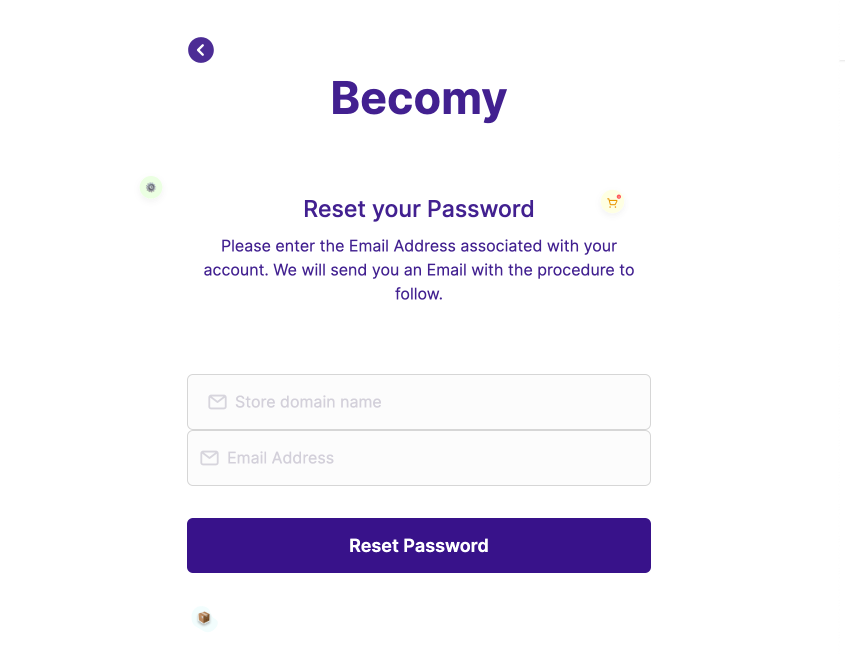 Becomy
Reset your Password
Please enter the Email Address associated with your
account. We will send you an Email with the procedure to
follow.
Store domain name
Email Address
Reset Password